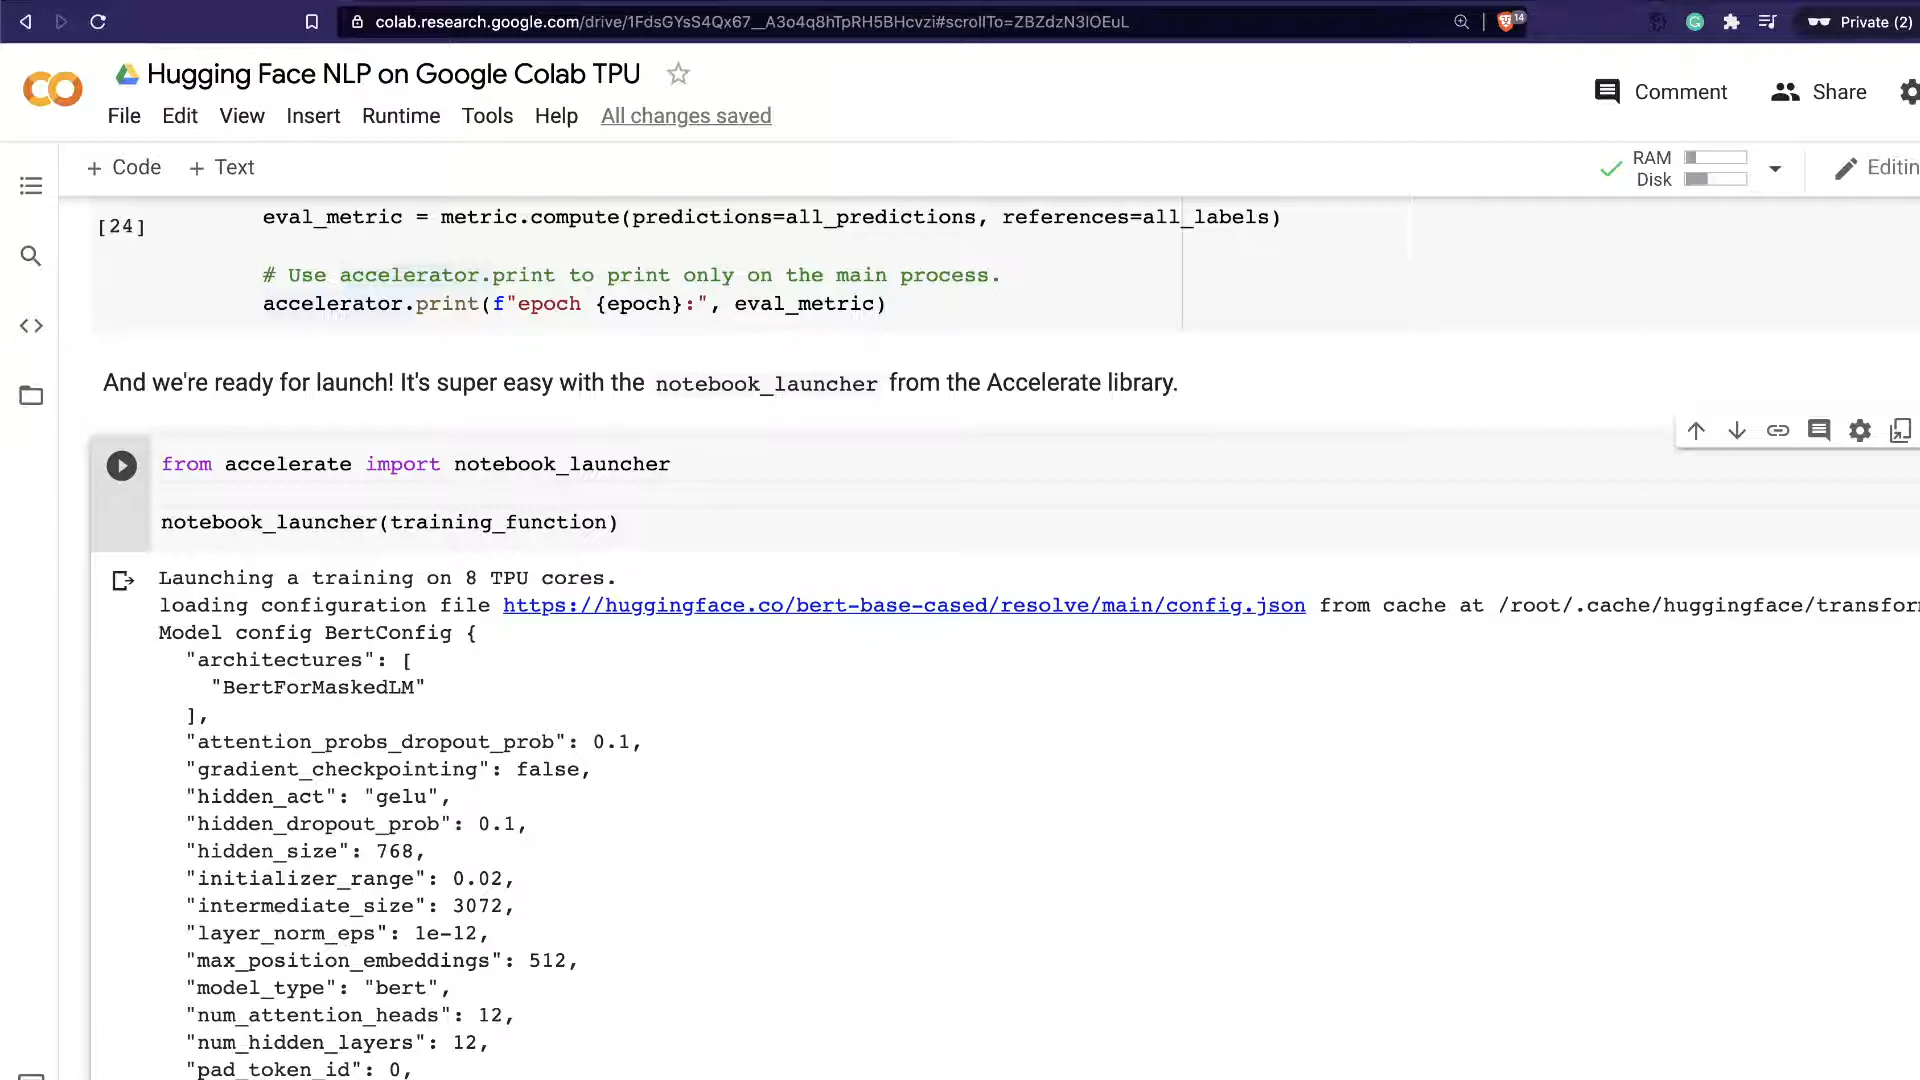 colab.research.google.com/drive/1FdsGYsS4Qx67__A3o4q8hTpRH5BHcvzi#scrollTo=ZBZdzN3lOEuL
14
Private (2)
CO
Hugging Face NLP on Google Colab TPU
Comment
Share
File Edit View Insert Runtime Tools Help All changes saved
+ Code + Text
RAM
Disk
Editin
[24]
eval_metric = metric.compute(predictions=all_predictions, references=all_labels)
# Use accelerator.print to print only on the main process.
accelerator.print(f"epoch {epoch}:", eval_metric)
And we're ready for launch! It's super easy with the notebook_launcher from the Accelerate library.
from accelerate import notebook_launcher
notebook_launcher(training_function)
Launching a training on 8 TPU cores.
loading configuration file https://huggingface.co/bert-base-cased/resolve/main/config.json from cache at /root/.cache/huggingface/transfor
Model config BertConfig {
"architectures": [
"BertForMaskedLM"
],
"attention_probs_dropout_prob": 0.1,
"gradient_checkpointing": false,
"hidden_act": "gelu",
"hidden_dropout_prob": 0.1,
"hidden_size": 768,
"initializer_range": 0.02,
"intermediate_size": 3072,
"layer_norm_eps": 1e-12,
"max_position_embeddings": 512,
"model_type": "bert",
"num_attention_heads": 12,
"num_hidden_layers": 12,
"pad_token_id": 0,